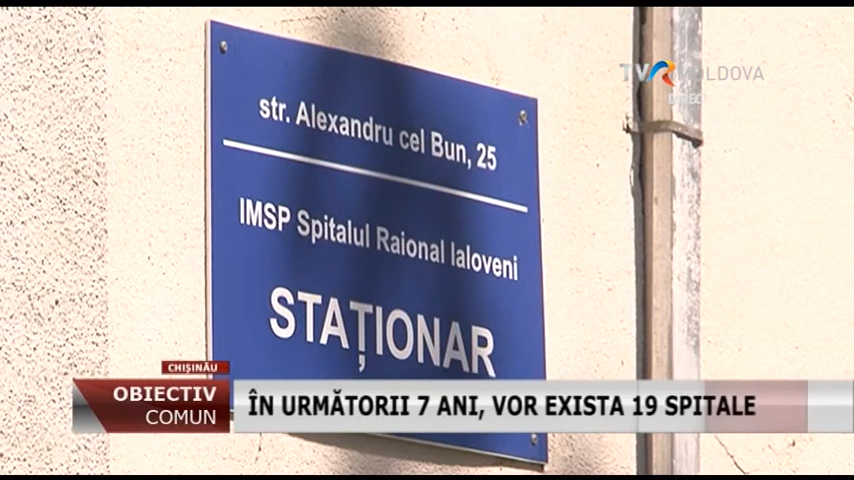 str. Alexandru cel Bun, 25
IMSP Spitalul Raional Ialoveni
STAȚIONAR
TVR MOLDOVA
DIRECT
CHIȘINĂU
OBIECTIV
COMUN
ÎN URMĂTORII 7 ANI, VOR EXISTA 19 SPITALE